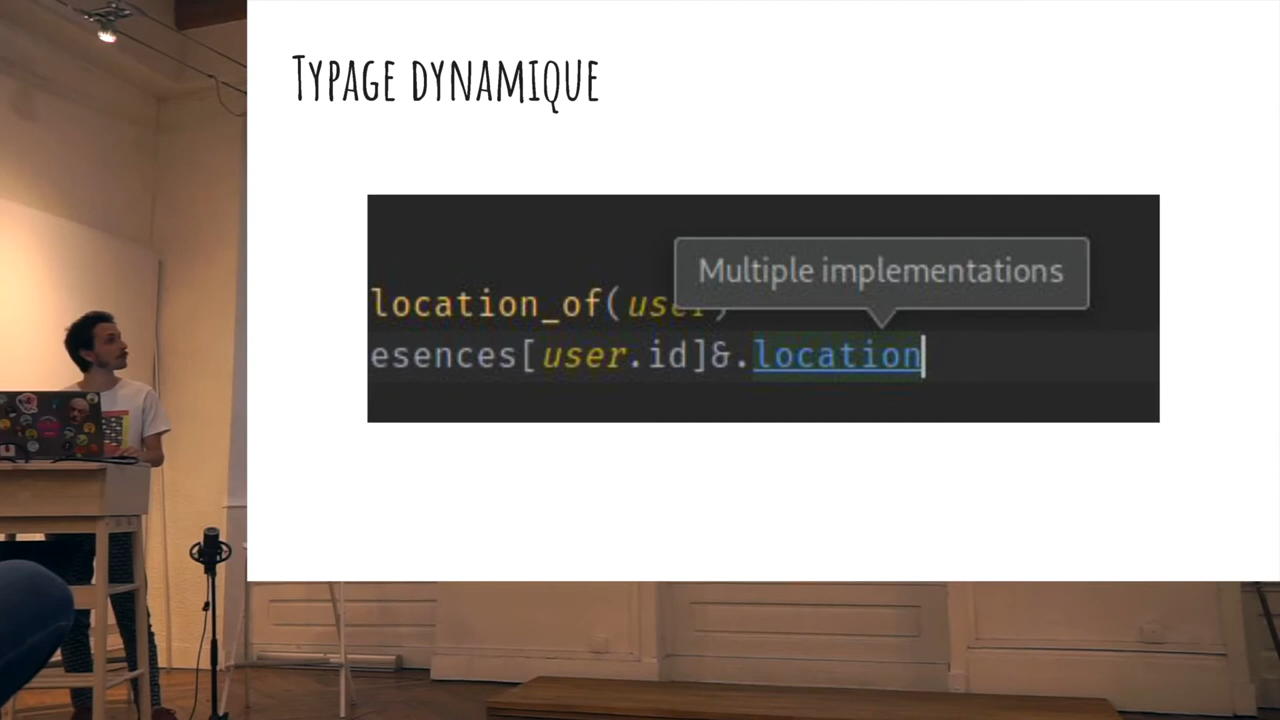 Typage dynamique
Multiple implementations
location_of(user)
esences[user.id]&.location